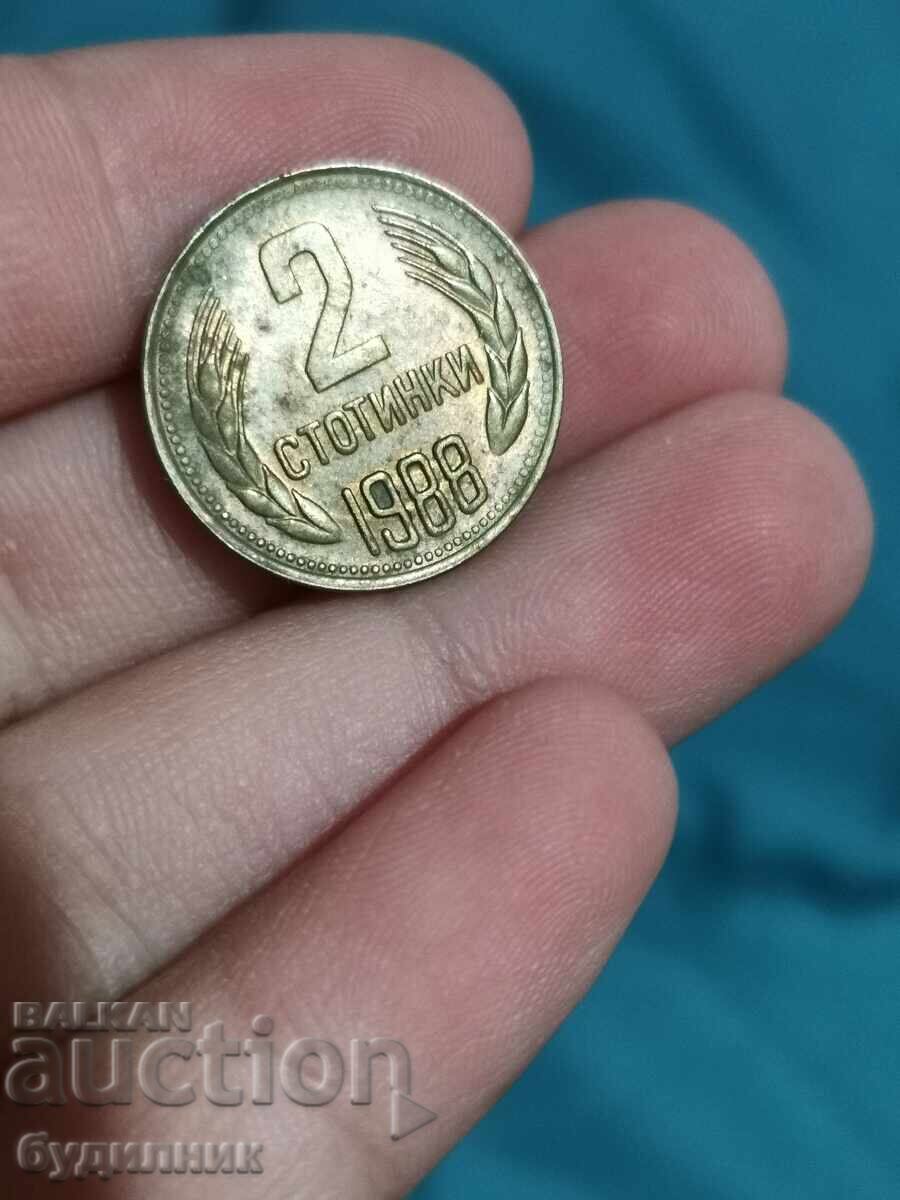 2
СТОТИНКИ
1988
BALKAN
auction
будилник